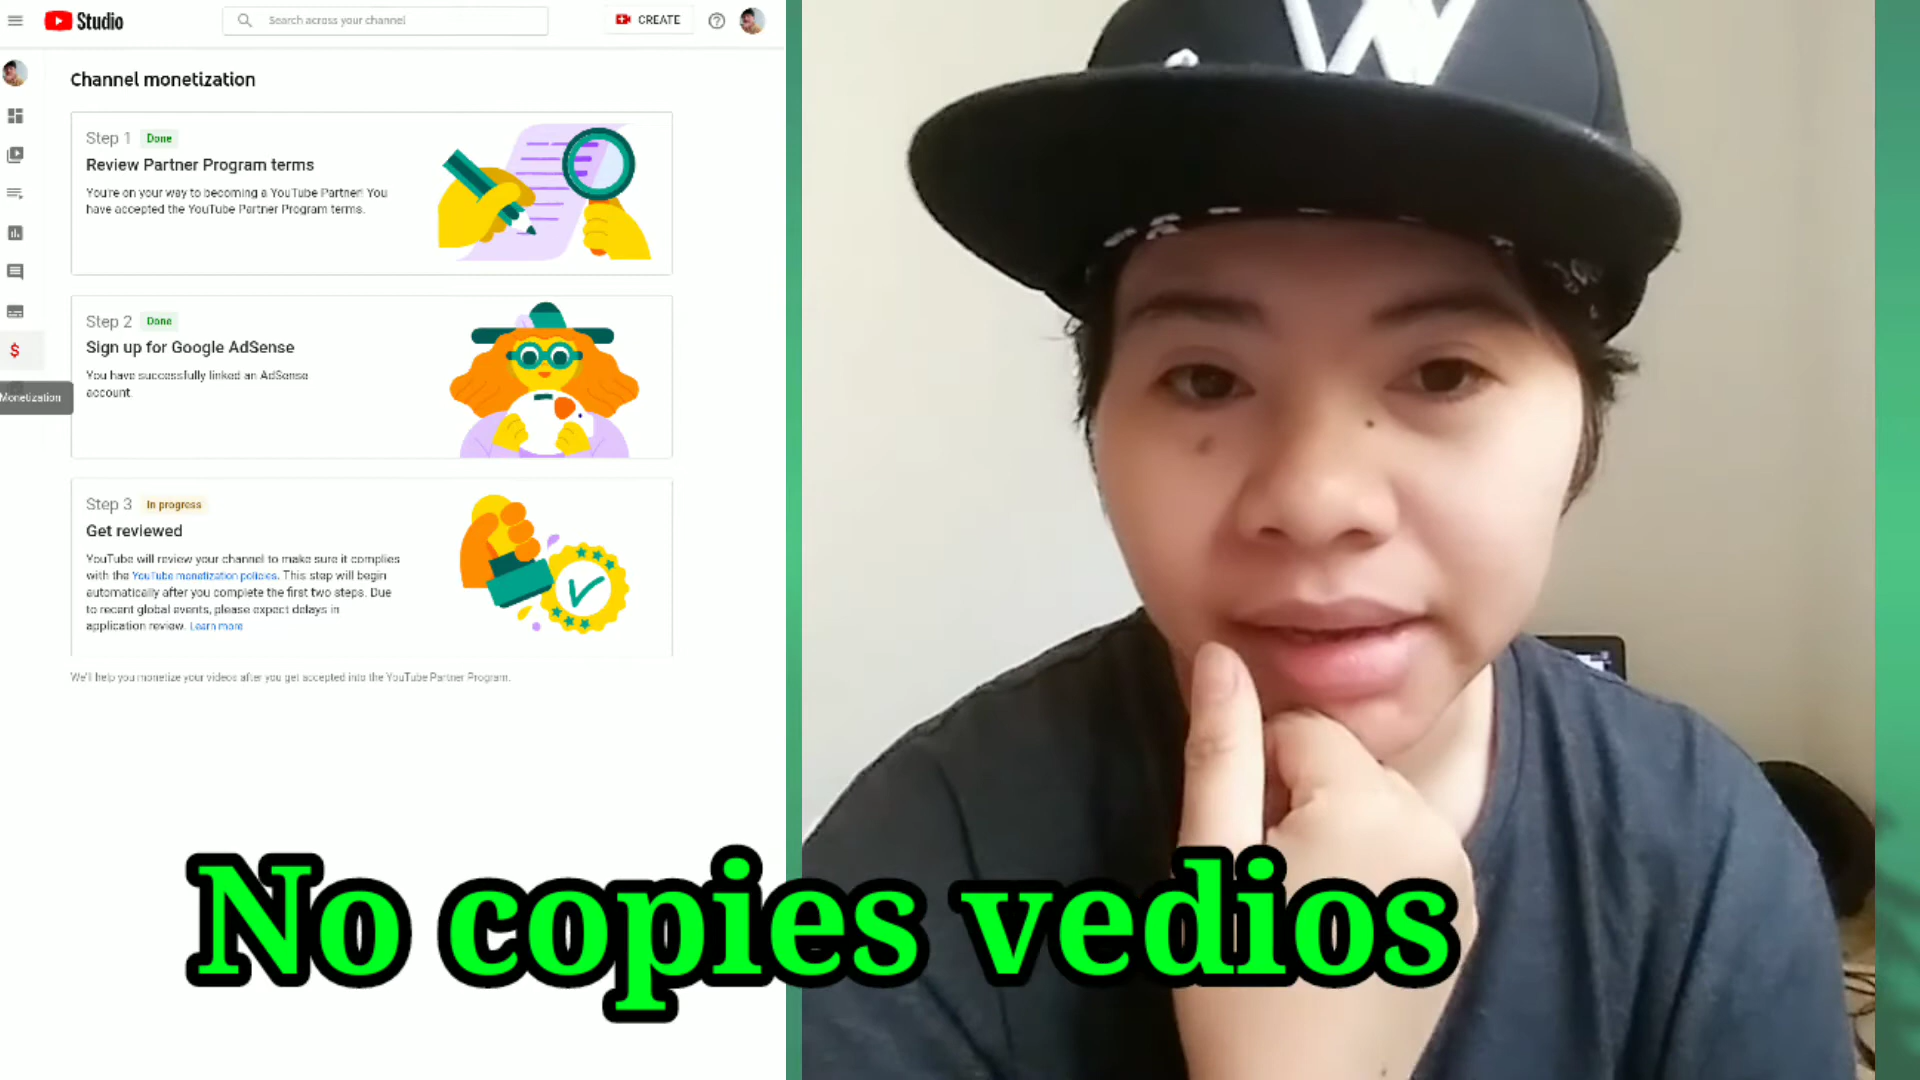 Studio
Search across your channel
CREATE
Channel monetization
Step 1 Done
Review Partner Program terms
You're on your way to becoming a YouTube Partner! You
have accepted the YouTube Partner Program terms.
Step 2 Done
Sign up for Google AdSense
You have successfully linked an AdSense
account.
Monetization
Step 3 In progress
Get reviewed
YouTube will review your channel to make sure it complies
with the YouTube monetization policies. This step will begin
automatically after you complete the first two steps. Due
to recent global events, please expect delays in
application review. Learn more
We'll help you monetize your videos after you get accepted into the YouTube Partner Program.
W
No copies vedios